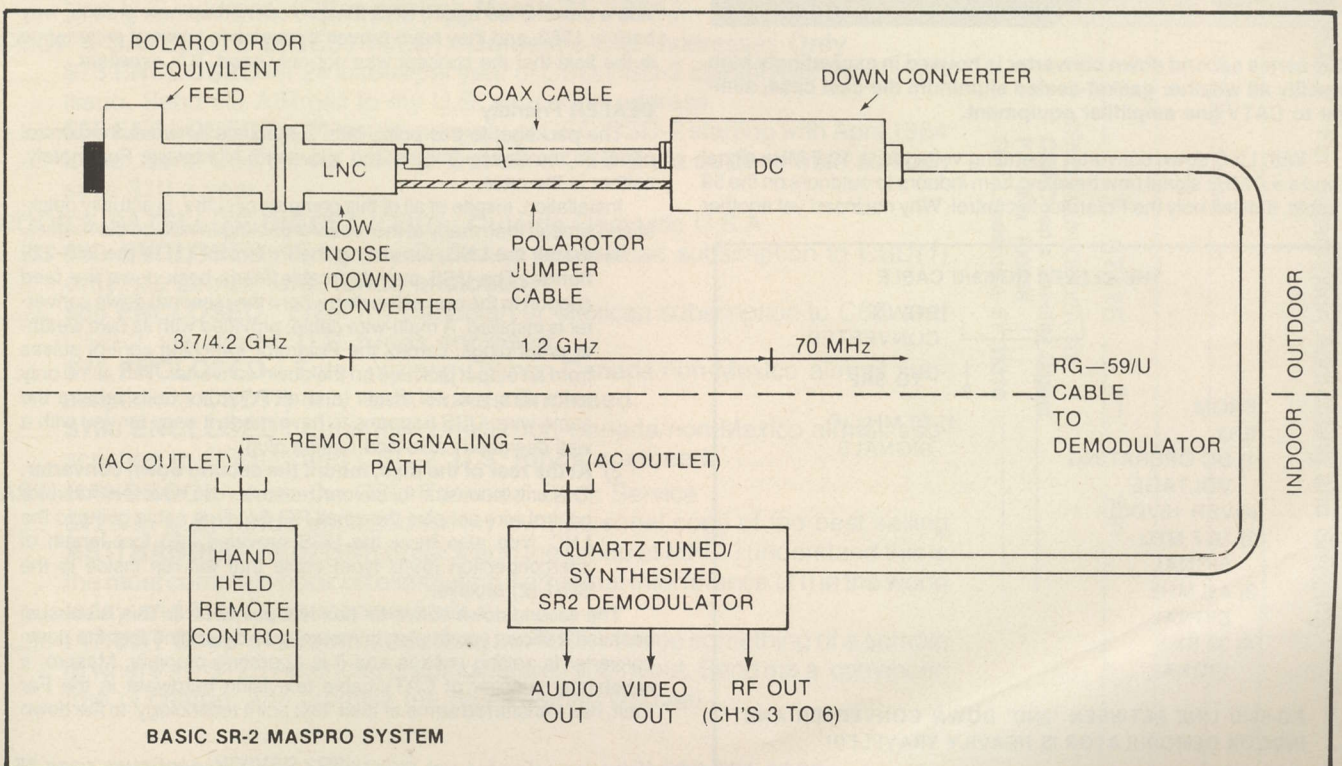 POLAROTOR OR
EQUIVALENT
FEED
COAX CABLE
DOWN CONVERTER
LNC
DC
LOW
NOISE
(DOWN)
CONVERTER
POLAROTOR
JUMPER
CABLE
3.7/4.2 GHz
1.2 GHz
70 MHz
RG—59/U
CABLE
TO
DEMODULATOR
OUTDOOR
INDOOR
REMOTE SIGNALING
PATH
(AC OUTLET)
(AC OUTLET)
HAND
HELD
REMOTE
CONTROL
QUARTZ TUNED/
SYNTHESIZED
SR2 DEMODULATOR
AUDIO
OUT
VIDEO
OUT
RF OUT
(CH'S 3 TO 6)
BASIC SR-2 MASPRO SYSTEM